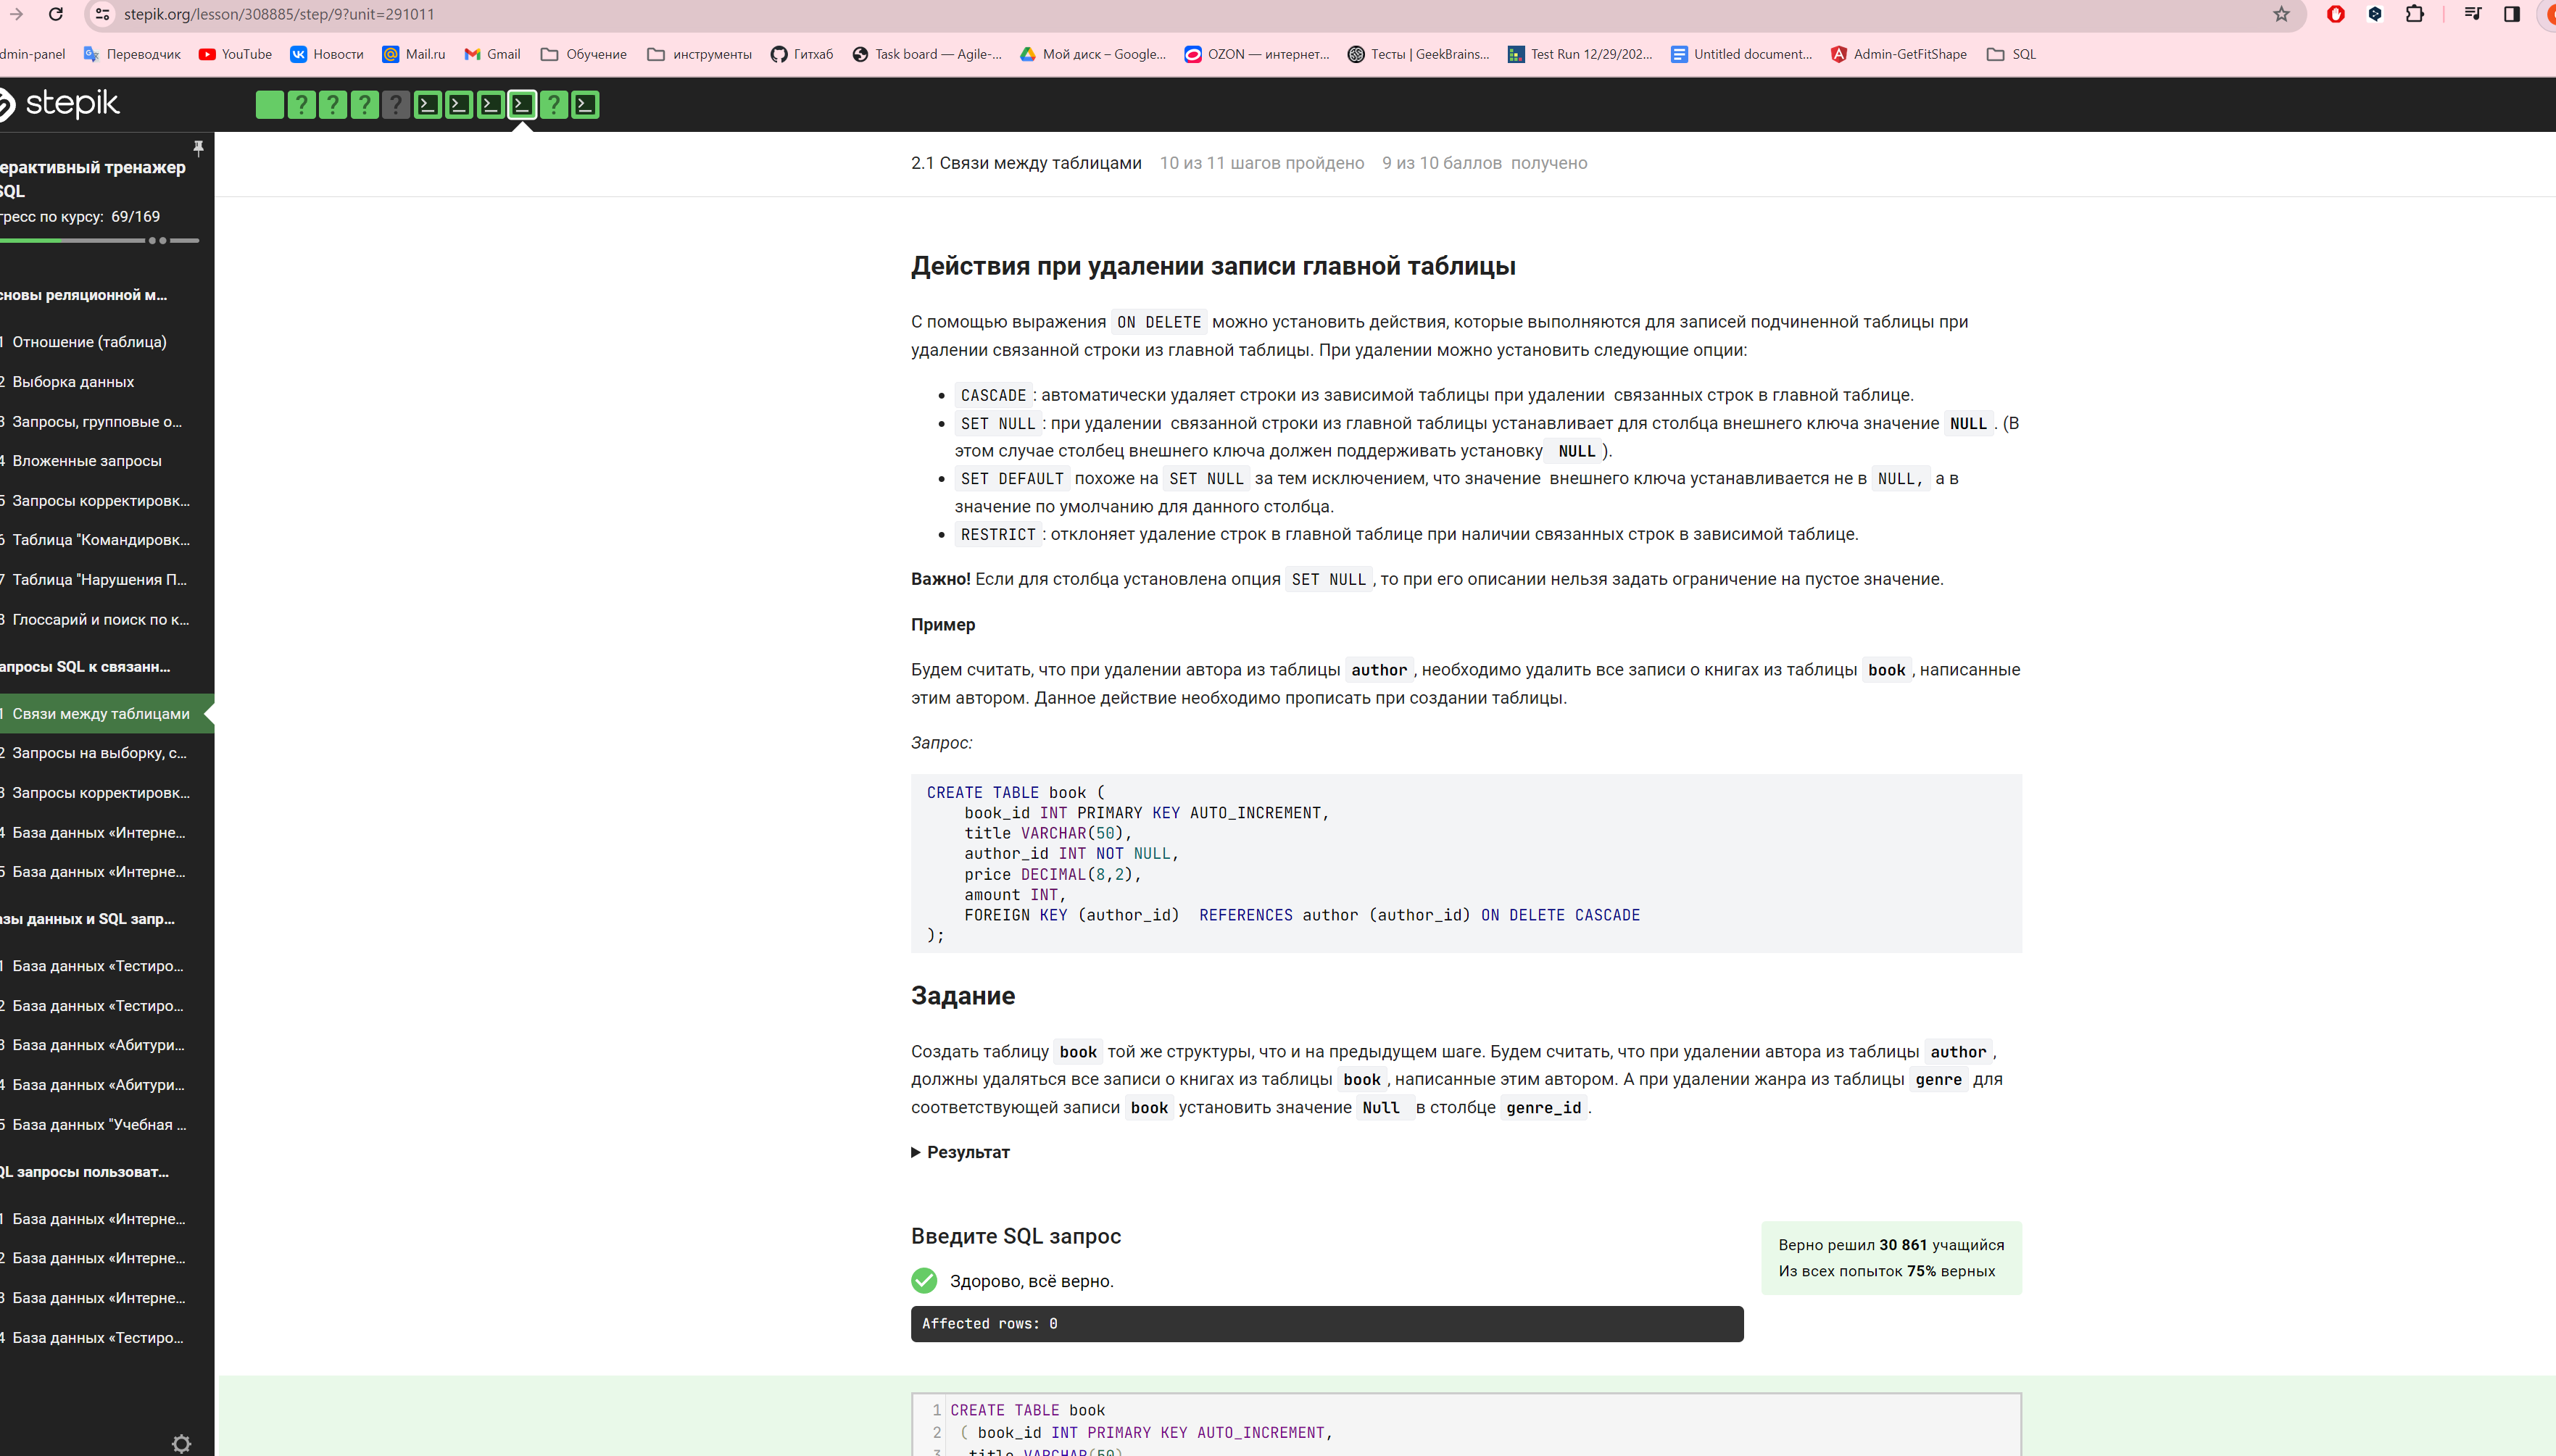 stepik.org/lesson/308885/step/9?unit=291011
dmin-panel Переводчик YouTube Новости Mail.ru Gmail Обучение инструменты Гитхаб Task board — Agile-... Мой диск – Google... OZON — интернет... Тесты | GeekBrains... Test Run 12/29/202... Untitled document... Admin-GetFitShape SQL
stepik
ерактивный тренажер
SQL
гресс по курсу: 69/169
сновы реляционной м...
1 Отношение (таблица)
2 Выборка данных
3 Запросы, групповые о...
4 Вложенные запросы
5 Запросы корректировк...
6 Таблица "Командировк...
7 Таблица "Нарушения П...
8 Глоссарий и поиск по к...
апросы SQL к связанн...
1 Связи между таблицами
2 Запросы на выборку, с...
3 Запросы корректировк...
4 База данных «Интерне...
5 База данных «Интерне...
азы данных и SQL запр...
1 База данных «Тестиро...
2 База данных «Тестиро...
3 База данных «Абитури...
4 База данных «Абитури...
5 База данных "Учебная ...
QL запросы пользоват...
1 База данных «Интерне...
2 База данных «Интерне...
3 База данных «Интерне...
4 База данных «Тестиро...
2.1 Связи между таблицами 10 из 11 шагов пройдено 9 из 10 баллов получено
Действия при удалении записи главной таблицы
С помощью выражения ON DELETE можно установить действия, которые выполняются для записей подчиненной таблицы при
удалении связанной строки из главной таблицы. При удалении можно установить следующие опции:
• CASCADE: автоматически удаляет строки из зависимой таблицы при удалении связанных строк в главной таблице.
• SET NULL: при удалении связанной строки из главной таблицы устанавливает для столбца внешнего ключа значение NULL. (В
этом случае столбец внешнего ключа должен поддерживать установку NULL).
• SET DEFAULT похоже на SET NULL за тем исключением, что значение внешнего ключа устанавливается не в NULL, а в
значение по умолчанию для данного столбца.
• RESTRICT: отклоняет удаление строк в главной таблице при наличии связанных строк в зависимой таблице.
Важно! Если для столбца установлена опция SET NULL, то при его описании нельзя задать ограничение на пустое значение.
Пример
Будем считать, что при удалении автора из таблицы author, необходимо удалить все записи о книгах из таблицы book, написанные
этим автором. Данное действие необходимо прописать при создании таблицы.
Запрос:
CREATE TABLE book (
book_id INT PRIMARY KEY AUTO_INCREMENT,
title VARCHAR(50),
author_id INT NOT NULL,
price DECIMAL(8,2),
amount INT,
FOREIGN KEY (author_id) REFERENCES author (author_id) ON DELETE CASCADE
);
Задание
Создать таблицу book той же структуры, что и на предыдущем шаге. Будем считать, что при удалении автора из таблицы author,
должны удаляться все записи о книгах из таблицы book, написанные этим автором. А при удалении жанра из таблицы genre для
соответствующей записи book установить значение Null в столбце genre_id.
Результат
Введите SQL запрос
Здорово, всё верно.
Affected rows: 0
Верно решил 30 861 учащийся
Из всех попыток 75% верных
1 CREATE TABLE book
2 ( book_id INT PRIMARY KEY AUTO_INCREMENT,
3 title VARCHAR(50)